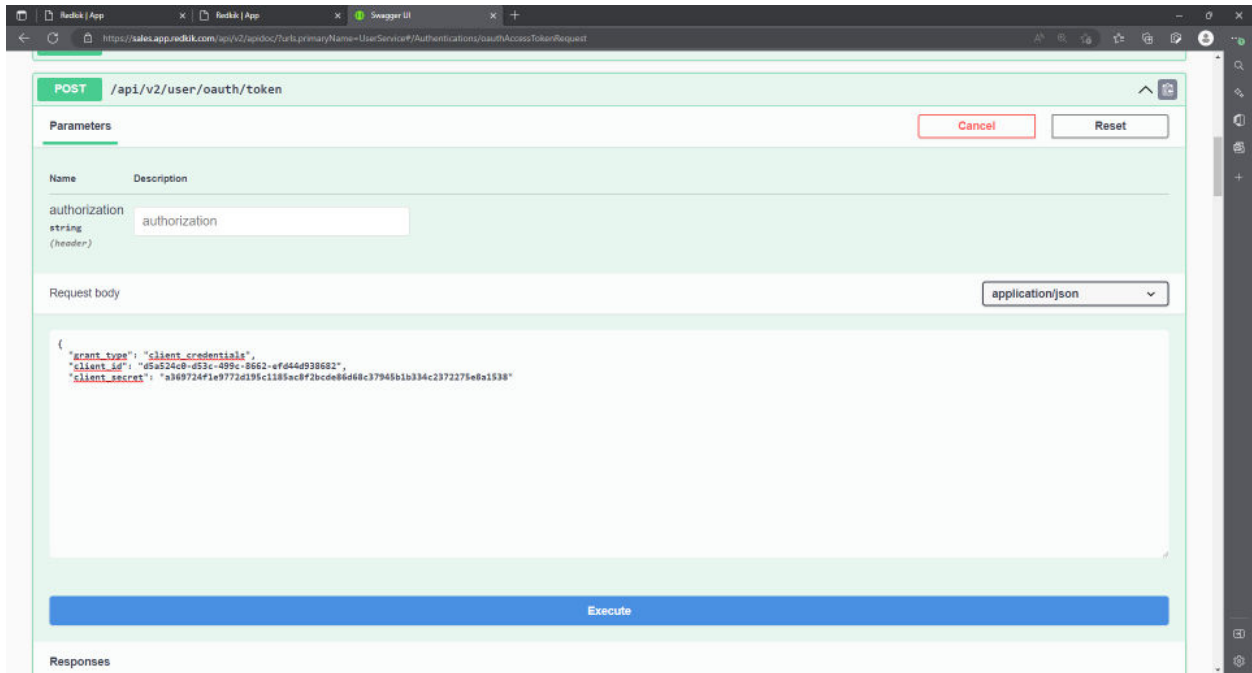 Redkik | App
Redkik | App
Swagger UI
https://sales.app.redkik.com/api/v2/apidoc/?urls.primaryName=UserService#/Authentications/oauthAccessTokenRequest
POST /api/v2/user/oauth/token
Parameters
Cancel
Reset
Name Description
authorization
string
(header)
authorization
Request body
application/json
{
"grant_type": "client_credentials",
"client_id": "d5a524c0-d53c-499c-8662-efd44d938682",
"client_secret": "a369724f1e9772d195c1185ac8f2bcde86d68c37945b1b334c2372275e8a1538"
Execute
Responses